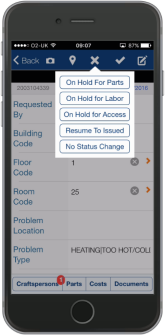 ●●●●○ O2-UK 09:07 87%
Back
On Hold For Parts
2003104339 2016
On Hold for Labor
Requested By
On Hold for Access
Building Code
Resume To Issued
No Status Change
Floor Code 1
Room Code 25
Problem Location
Problem Type HEATING|TOO HOT/COLI
Craftspersons 1 Parts Costs Documents